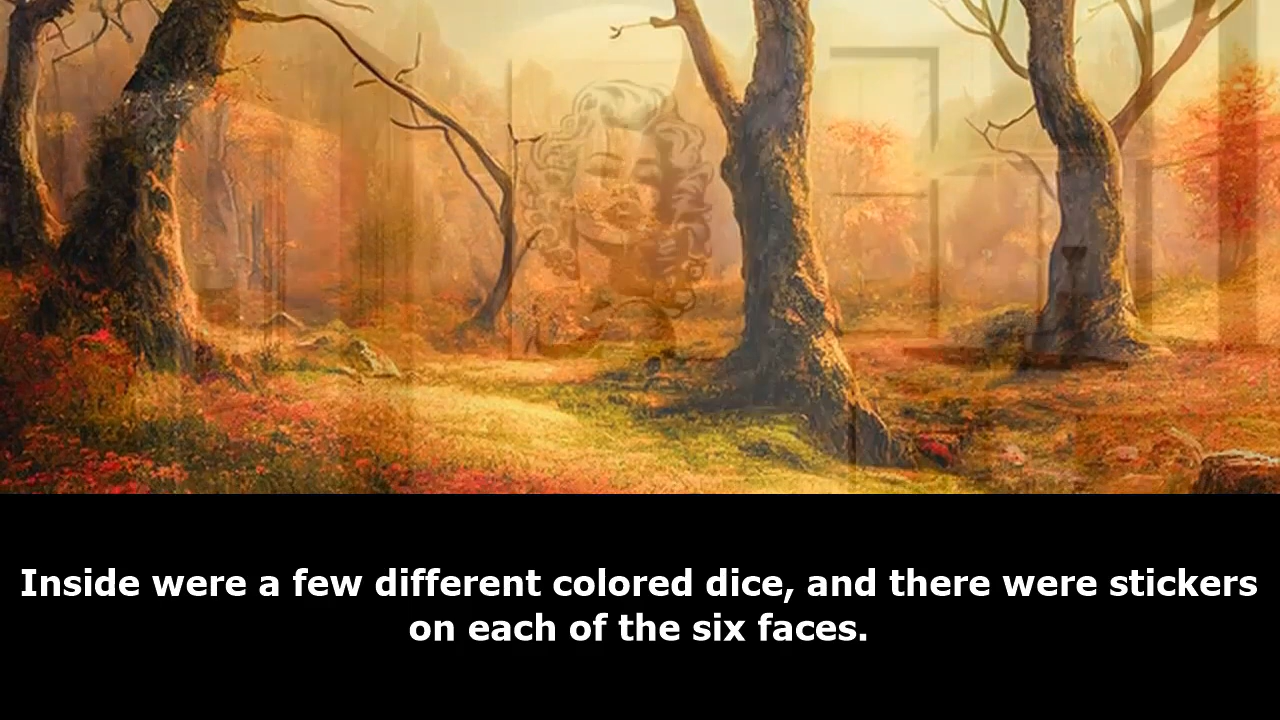 Inside were a few different colored dice, and there were stickers
on each of the six faces.